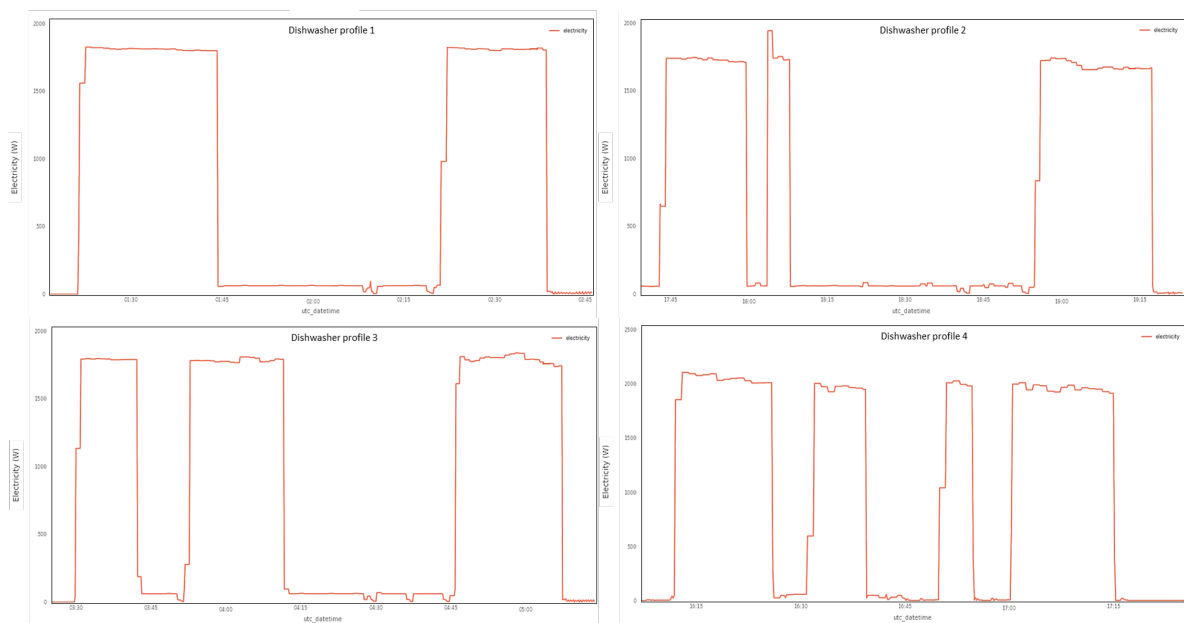 Dishwasher profile 1
electricity
2000
1500
1000
500
0
Electricity (W)
01:30
01:45
02:00
02:15
02:30
02:45
utc_datetime
Dishwasher profile 2
electricity
2000
1500
1000
500
0
Electricity (W)
17:45
18:00
18:15
18:30
18:45
19:00
19:15
utc_datetime
Dishwasher profile 3
electricity
2000
1500
1000
500
0
Electricity (W)
03:30
03:45
04:00
04:15
04:30
04:45
05:00
utc_datetime
Dishwasher profile 4
electricity
2500
2000
1500
1000
500
0
Electricity (W)
16:15
16:30
16:45
17:00
17:15
utc_datetime